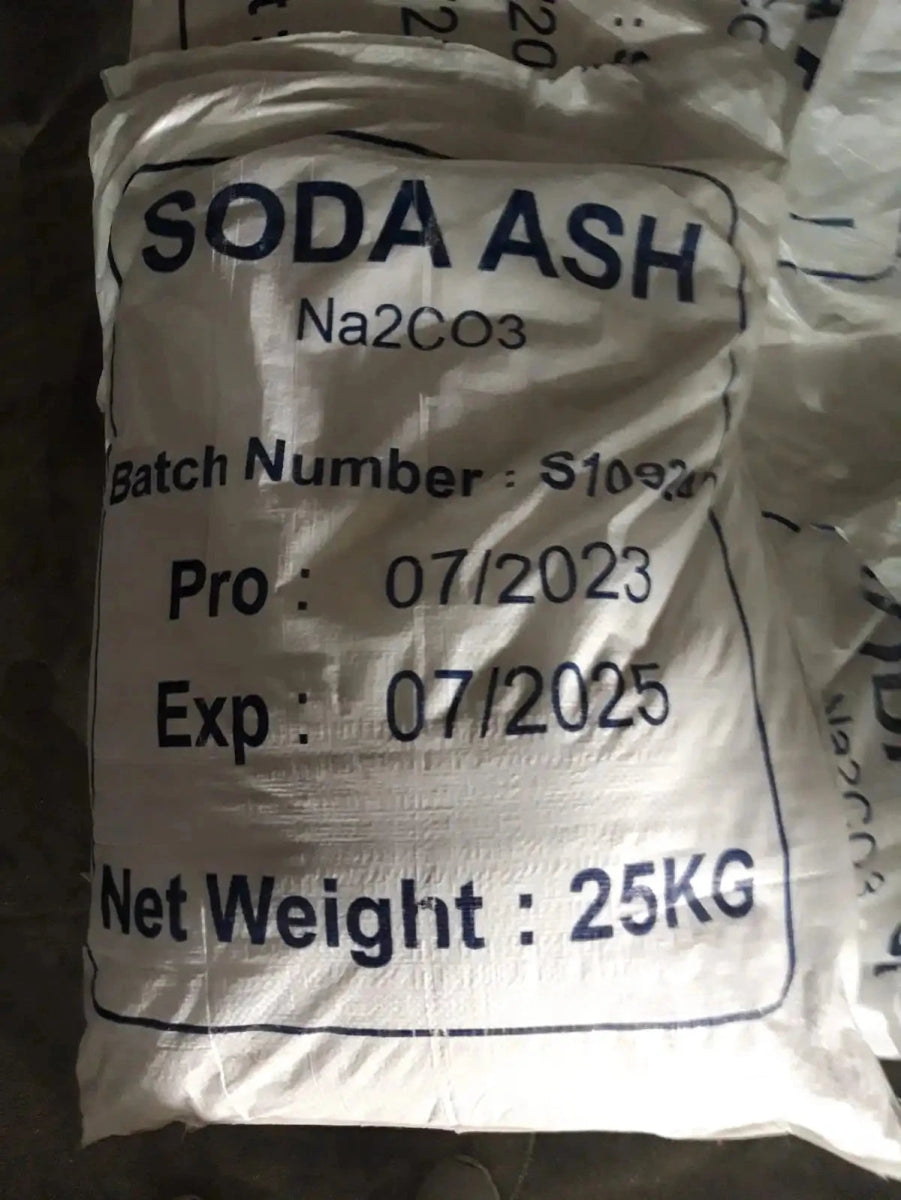 SODA ASH
Na2CO3
Batch Number :
Pro : 07/2023
Exp : 07/2025
Net Weight : 25KG